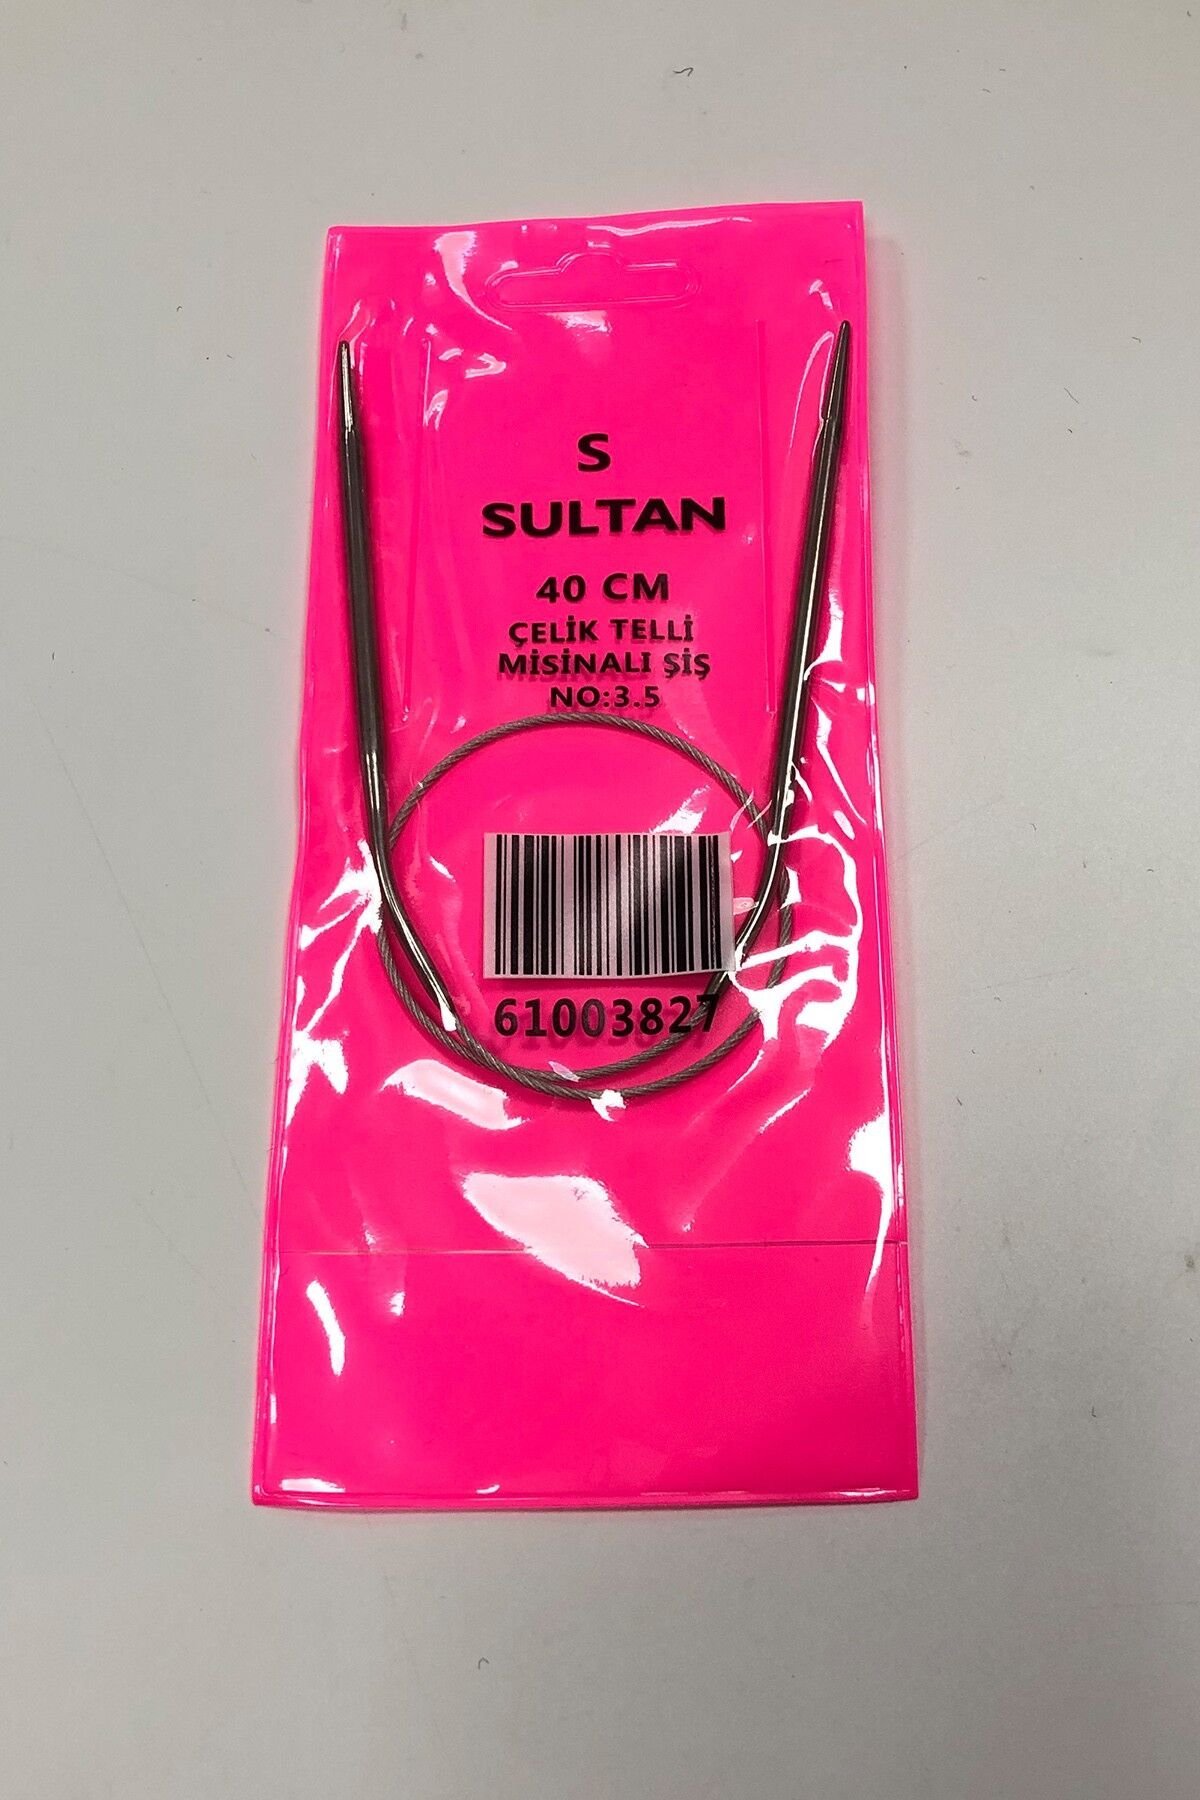 S
SULTAN
40 CM
ÇELİK TELLİ
MİSİNALI ŞİŞ
NO:3.5
61003827